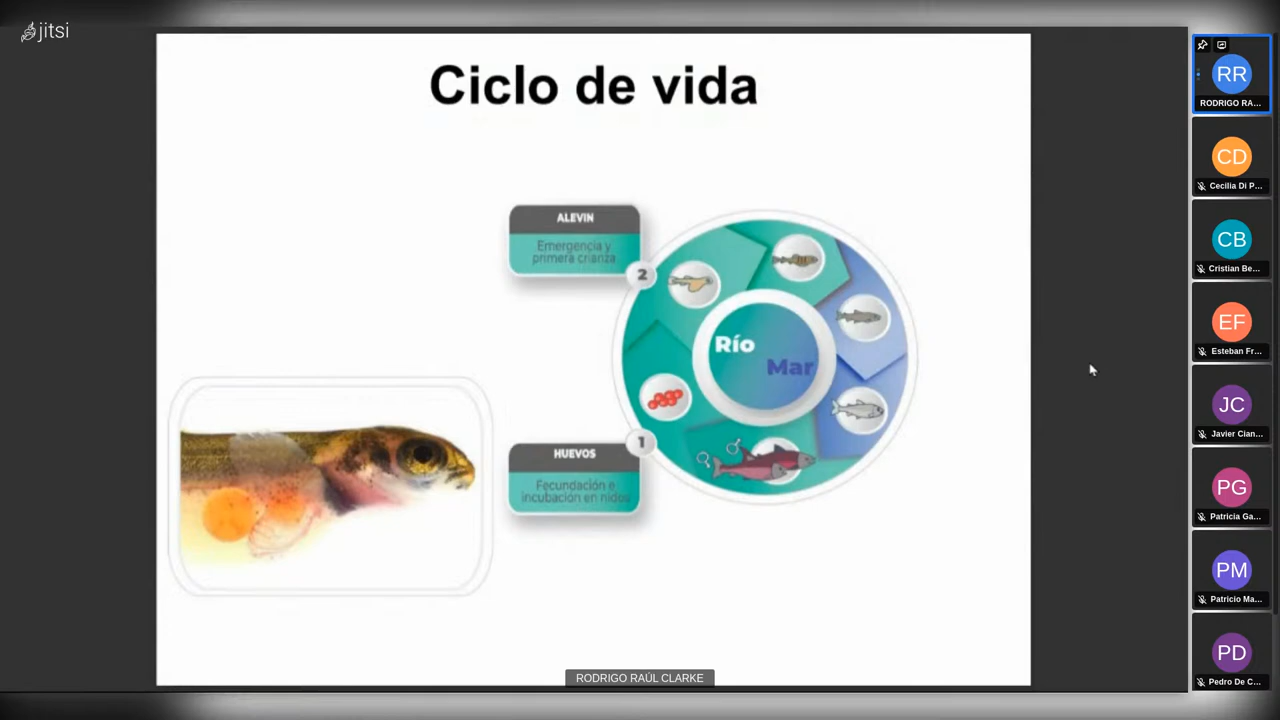 jitsi
Ciclo de vida
ALEVIN
Emergencia y
primera crianza
2
Río
Mar
1
HUEVOS
Fecundación e
incubación en nidos
RODRIGO RAÚL CLARKE
RR
RODRIGO RA...
CD
Cecilia Di P...
CB
Cristian Be...
EF
Esteban Fr...
JC
Javier Cian...
PG
Patricia Ga...
PM
Patricio Ma...
PD
Pedro De C...